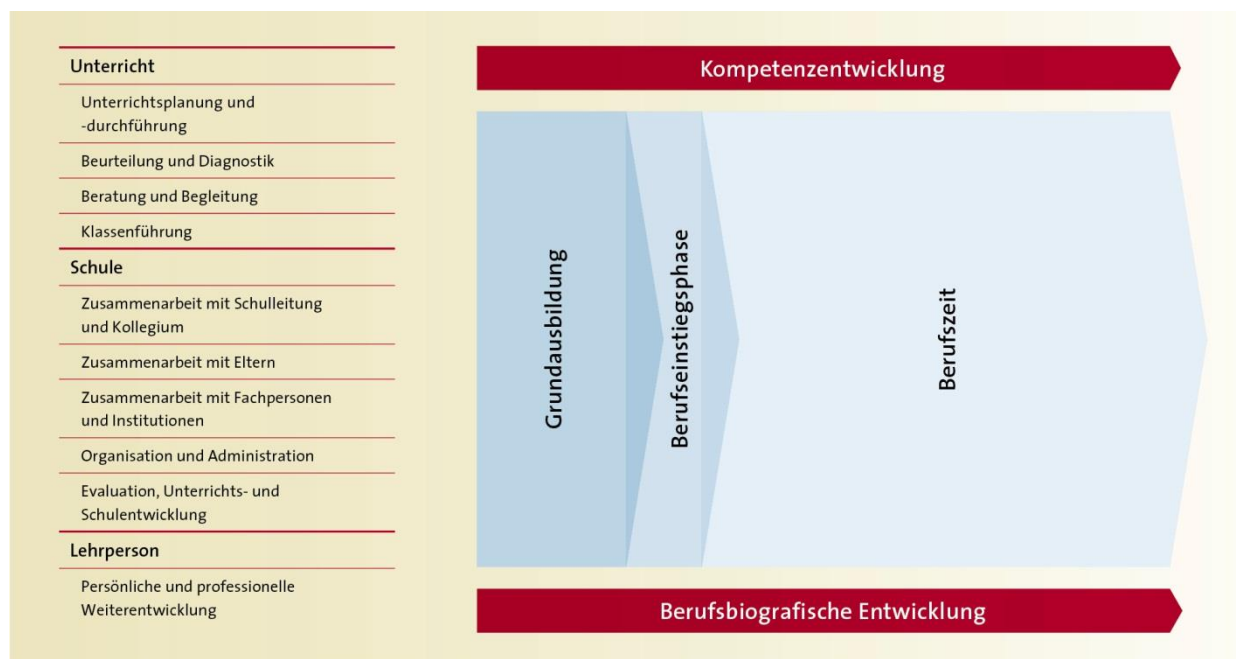 Unterricht
Unterrichtsplanung und
-durchführung
Beurteilung und Diagnostik
Beratung und Begleitung
Klassenführung
Schule
Zusammenarbeit mit Schulleitung
und Kollegium
Zusammenarbeit mit Eltern
Zusammenarbeit mit Fachpersonen
und Institutionen
Organisation und Administration
Evaluation, Unterrichts- und
Schulentwicklung
Lehrperson
Persönliche und professionelle
Weiterentwicklung
Kompetenzentwicklung
Grundausbildung
Berufseinstiegsphase
Berufszeit
Berufsbiografische Entwicklung